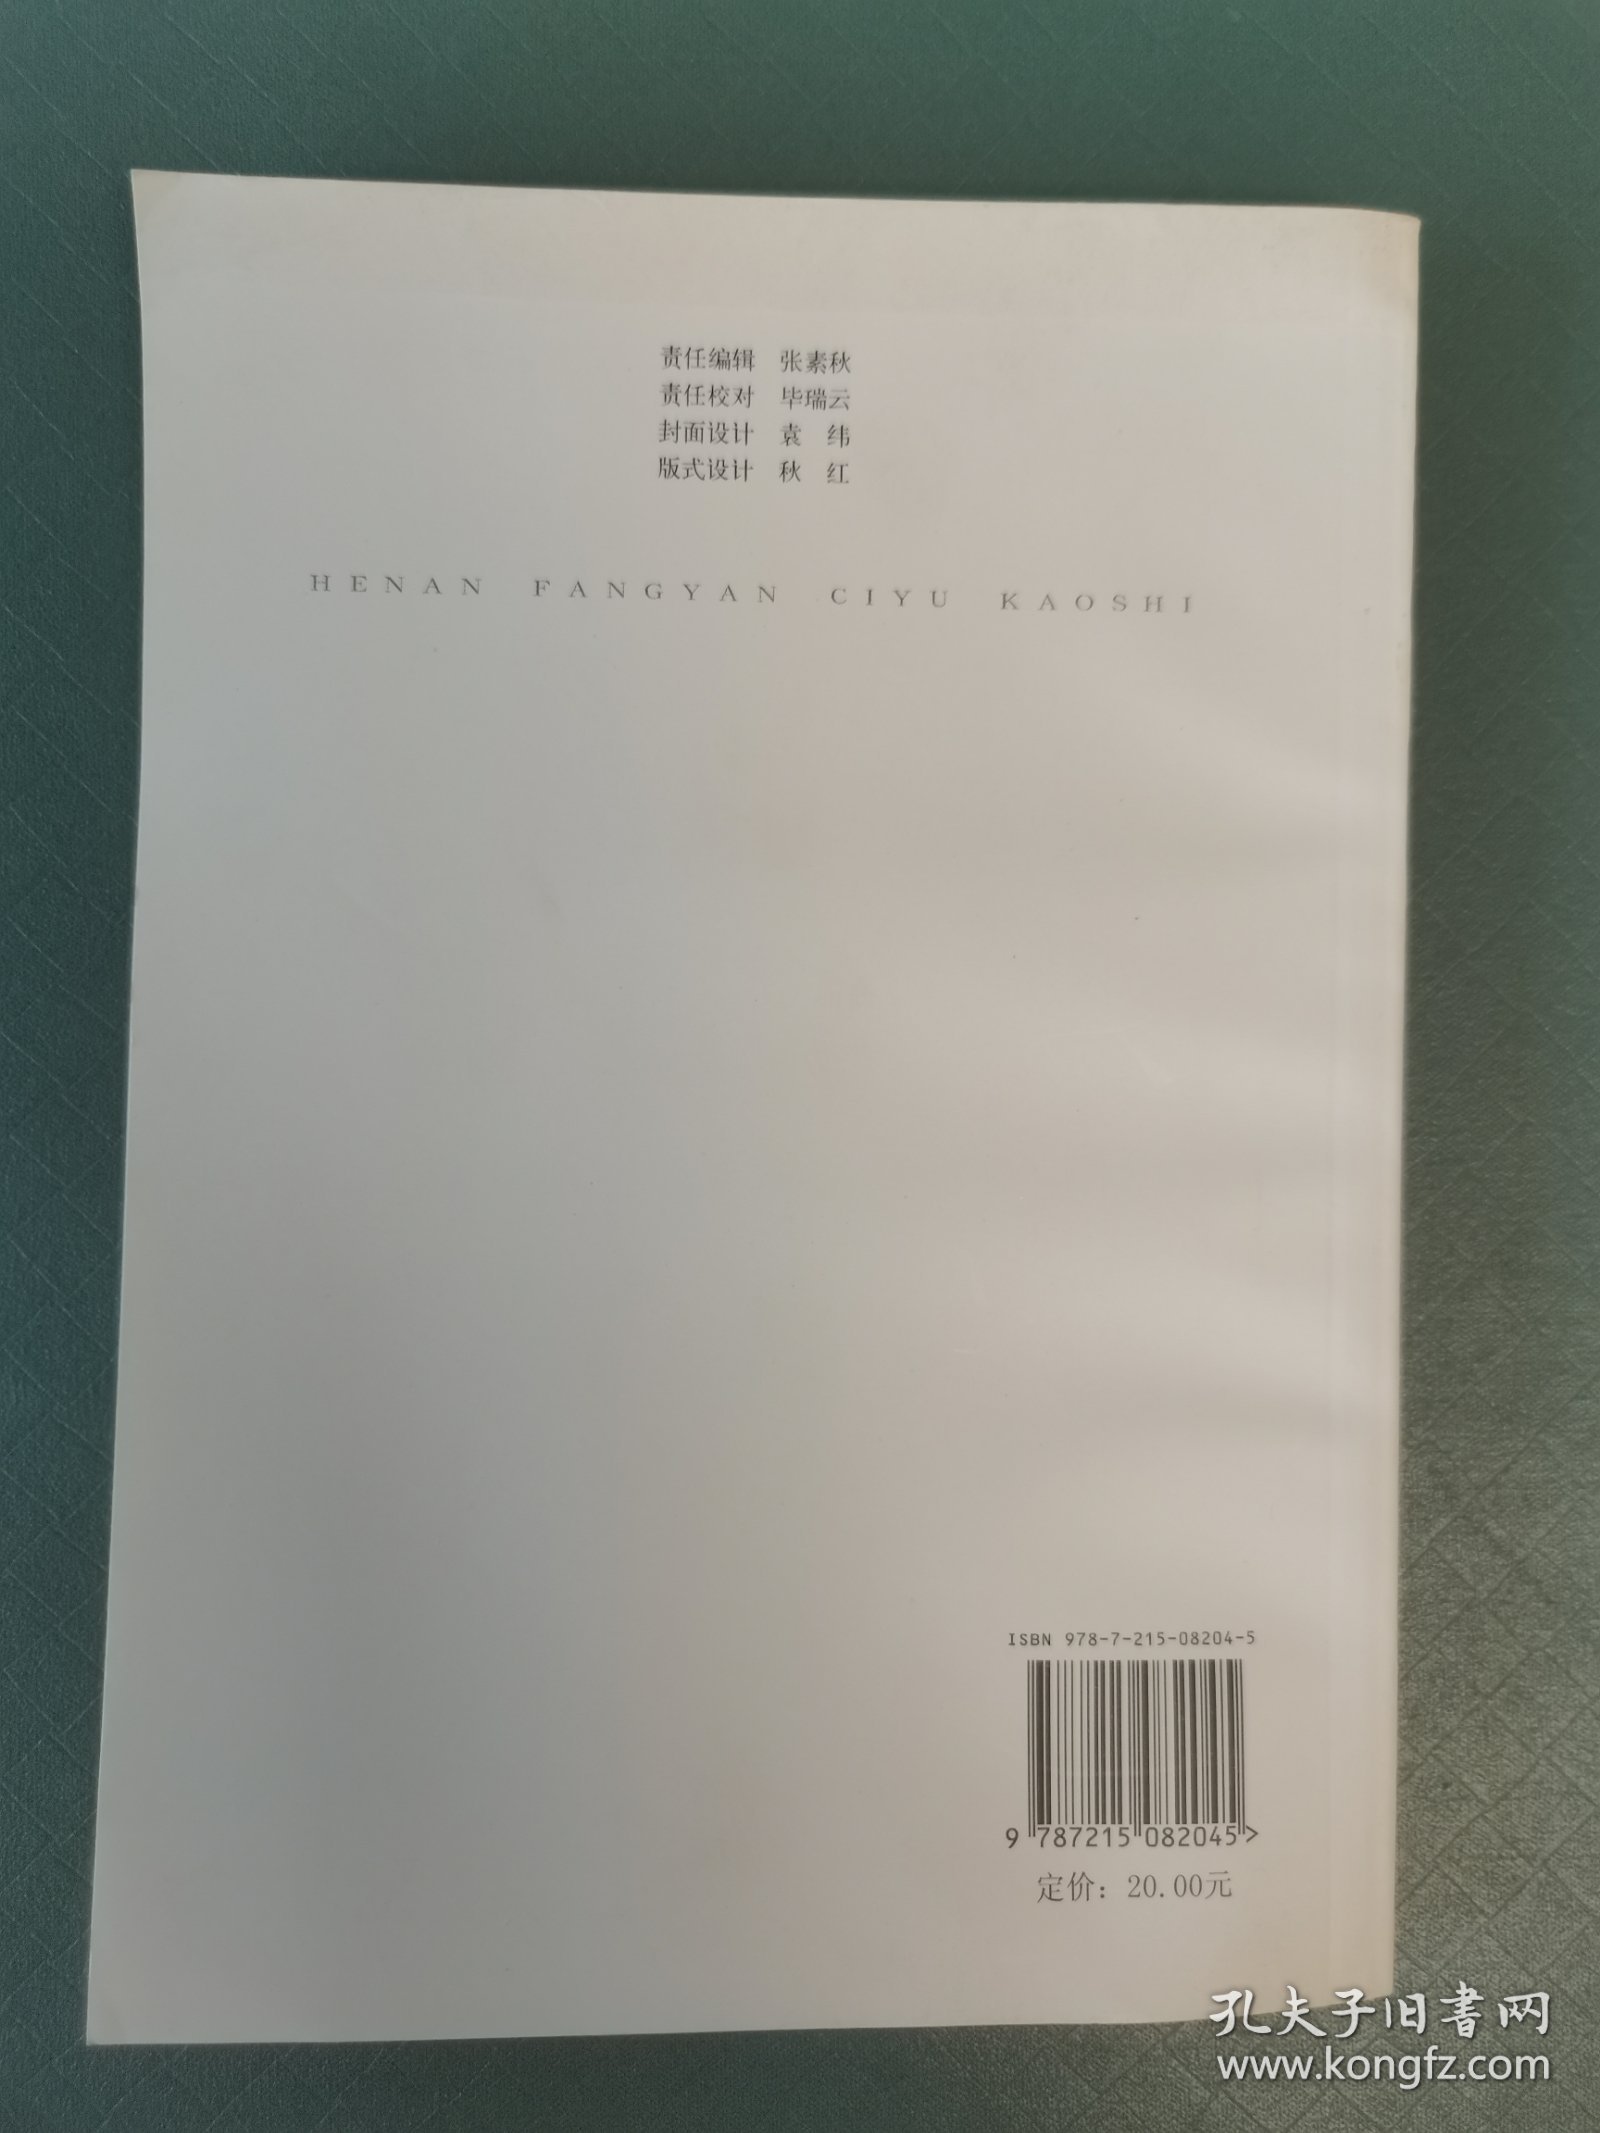 责任编辑 张素秋
责任校对 毕瑞云
封面设计 袁 纬
版式设计 秋 红
HENAN FANGYAN CIYU KAOSHI
ISBN 978-7-215-08204-5
9 787215 082045 >
定价：20.00元
孔夫子旧书网
www.kongfz.com